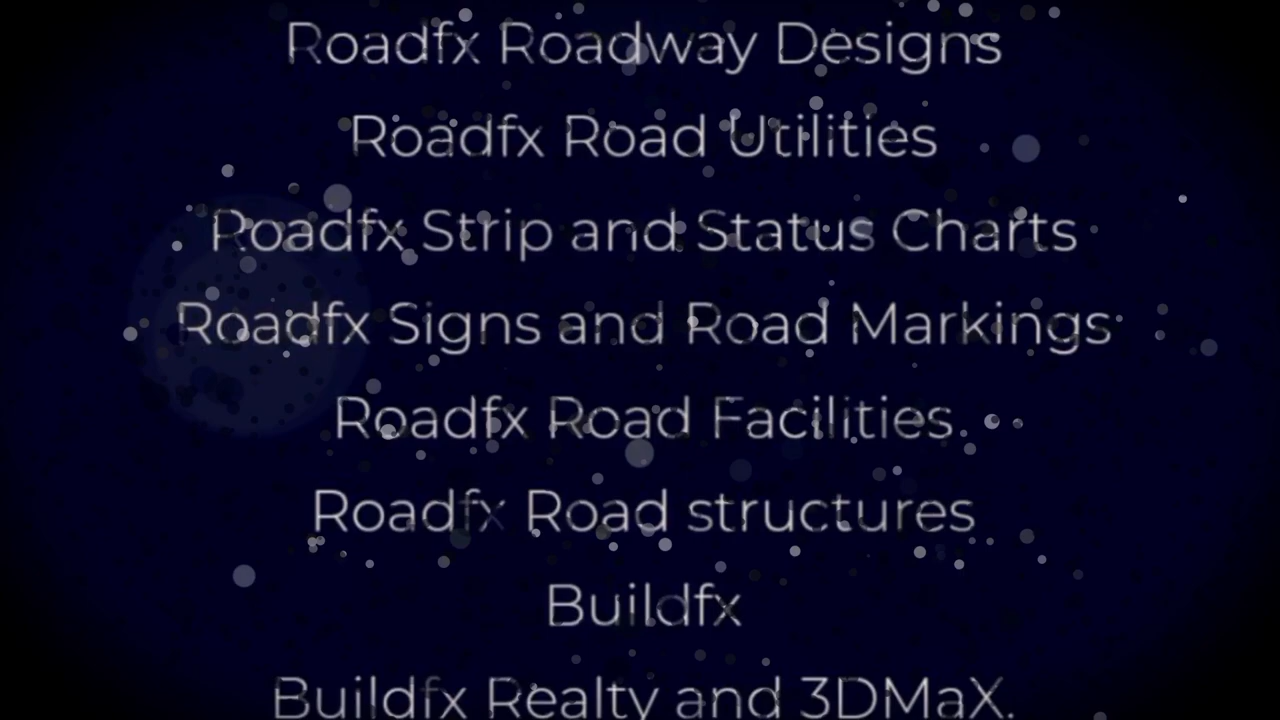 Roadfx Roadway Designs
Roadfx Road Utilities
Roadfx Strip and Status Charts
Roadfx Signs and Road Markings
Roadfx Road Facilities
Roadfx Road structures
Buildfx
Buildfx Realty and 3DMaX.